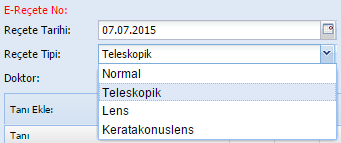 E-Reçete No:
Reçete Tarihi: 07.07.2015
Reçete Tipi: Teleskopik
Doktor: Normal
Teleskopik
Tanı Ekle:
Lens
Keratakonuslens
Tanı